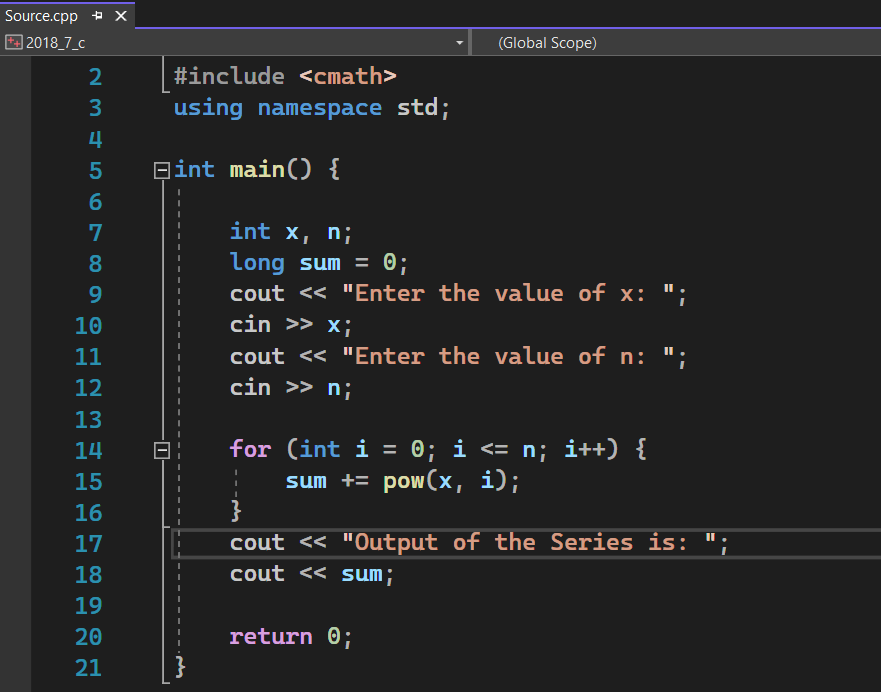 Source.cpp
2018_7_c (Global Scope)
2 #include <cmath>
3 using namespace std;
4
5 int main() {
6
7 int x, n;
8 long sum = 0;
9 cout << "Enter the value of x: ";
10 cin >> x;
11 cout << "Enter the value of n: ";
12 cin >> n;
13
14 for (int i = 0; i <= n; i++) {
15 sum += pow(x, i);
16 }
17 cout << "Output of the Series is: ";
18 cout << sum;
19
20 return 0;
21 }